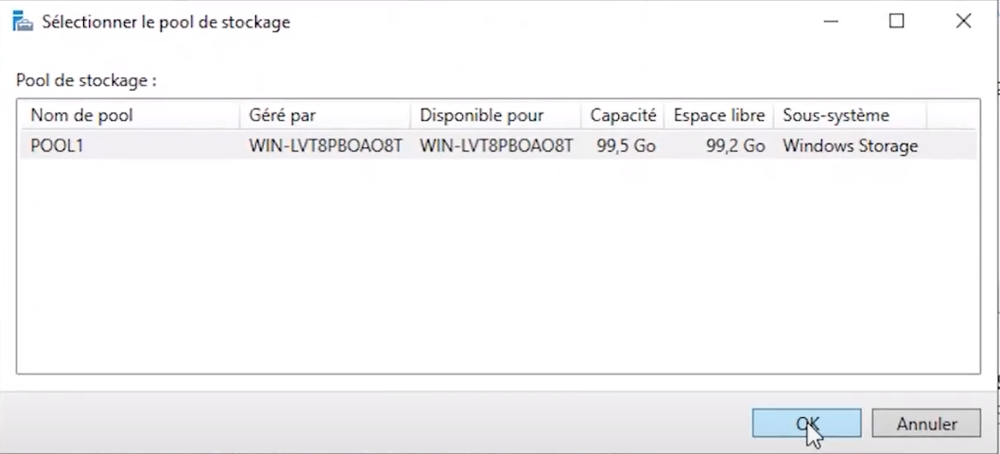 Sélectionner le pool de stockage
Pool de stockage :
Nom de pool Géré par Disponible pour Capacité Espace libre Sous-système
POOL1 WIN-LVT8PBOAO8T WIN-LVT8PBOAO8T 99,5 Go 99,2 Go Windows Storage
OK Annuler